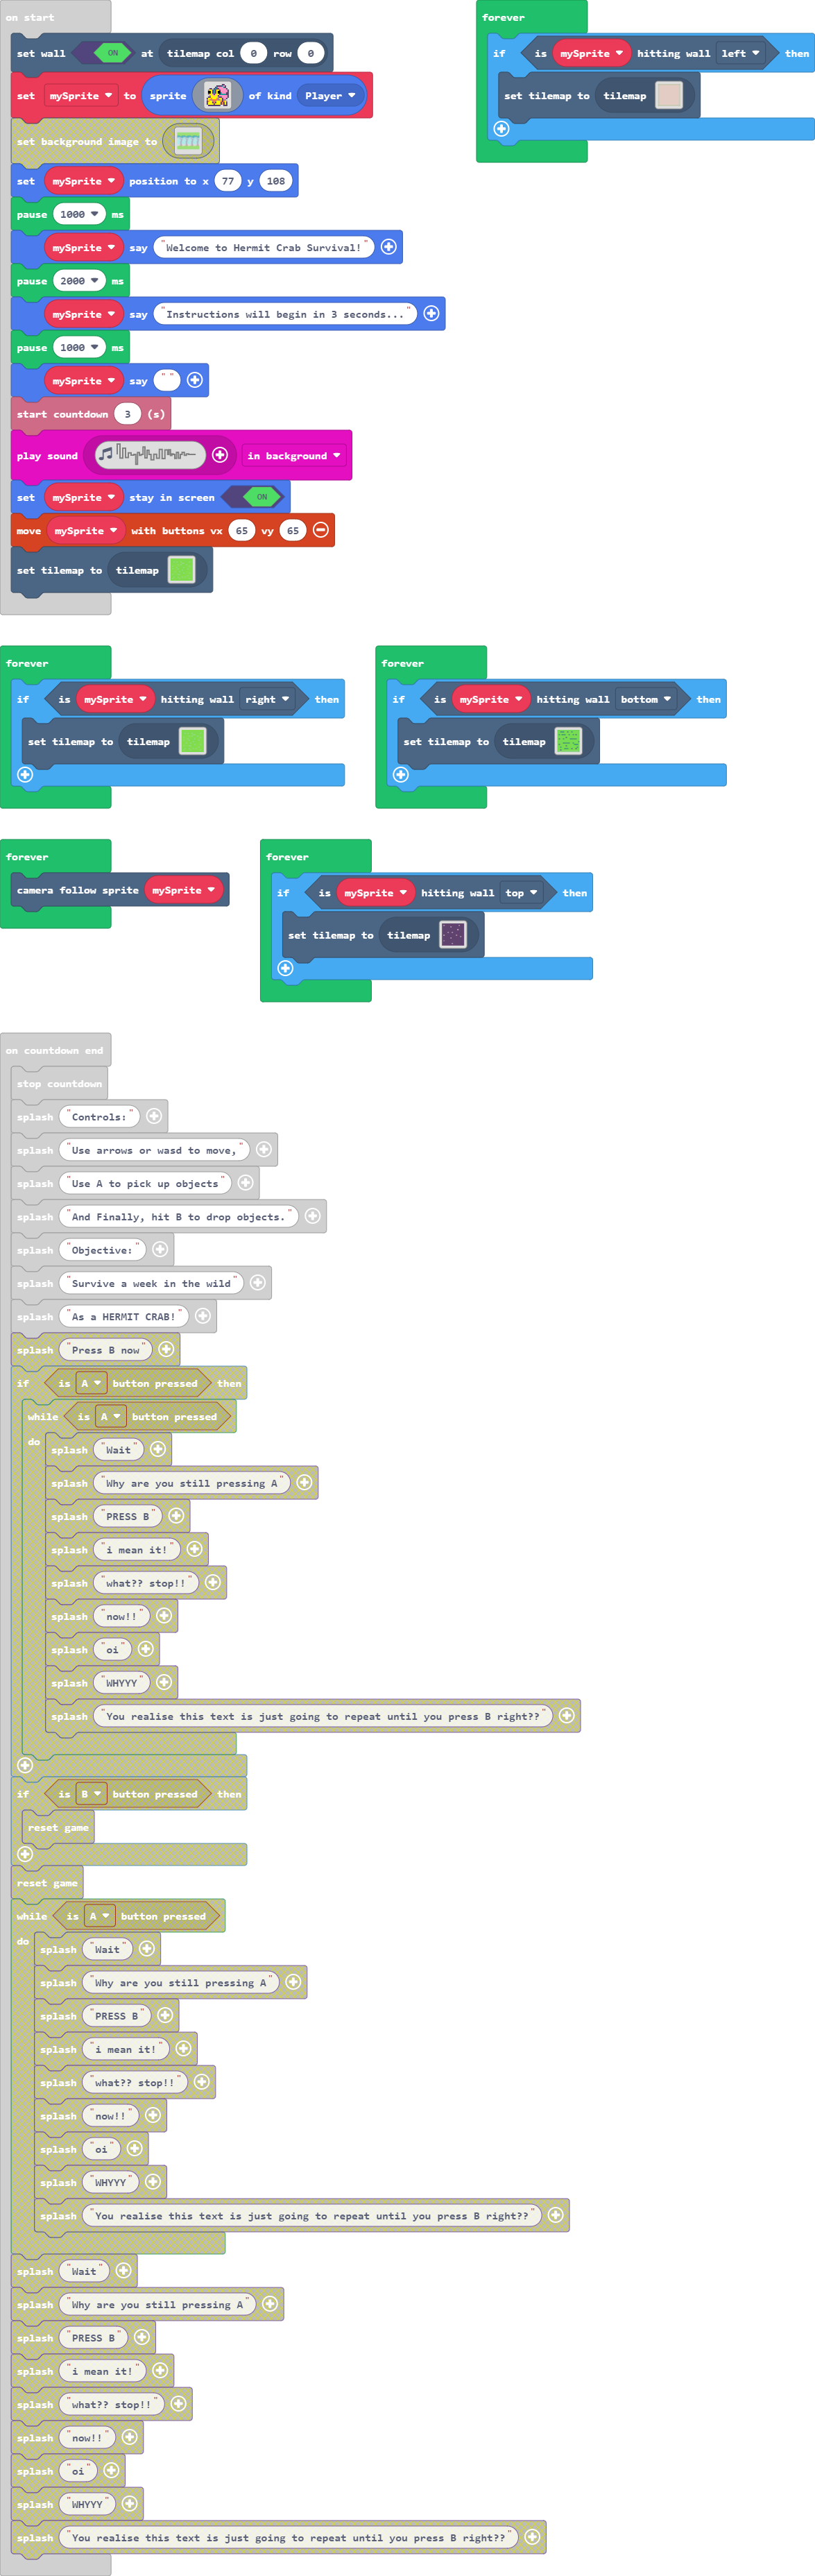 on start
set wall ON at tilemap col 0 row 0
set mySprite to sprite of kind Player
set background image to
set mySprite position to x 77 y 108
pause 1000 ms
mySprite say "Welcome to Hermit Crab Survival!"
pause 2000 ms
mySprite say "Instructions will begin in 3 seconds..."
pause 1000 ms
mySprite say " "
start countdown 3 (s)
play sound in background
set mySprite stay in screen ON
move mySprite with buttons vx 65 vy 65
set tilemap to tilemap
forever
if is mySprite hitting wall left then
set tilemap to tilemap
forever
if is mySprite hitting wall right then
set tilemap to tilemap
forever
if is mySprite hitting wall bottom then
set tilemap to tilemap
forever
camera follow sprite mySprite
forever
if is mySprite hitting wall top then
set tilemap to tilemap
on countdown end
stop countdown
splash "Controls:"
splash "Use arrows or wasd to move,"
splash "Use A to pick up objects"
splash "And Finally, hit B to drop objects."
splash "Objective:"
splash "Survive a week in the wild"
splash "As a HERMIT CRAB!"
splash "Press B now"
if is A button pressed then
while is A button pressed
do splash "Wait"
splash "Why are you still pressing A"
splash "PRESS B"
splash "i mean it!"
splash "what?? stop!!"
splash "now!!"
splash "oi"
splash "WHYYY"
splash "You realise this text is just going to repeat until you press B right??"
if is B button pressed then
reset game
reset game
while is A button pressed
do splash "Wait"
splash "Why are you still pressing A"
splash "PRESS B"
splash "i mean it!"
splash "what?? stop!!"
splash "now!!"
splash "oi"
splash "WHYYY"
splash "You realise this text is just going to repeat until you press B right??"
splash "Wait"
splash "Why are you still pressing A"
splash "PRESS B"
splash "i mean it!"
splash "what?? stop!!"
splash "now!!"
splash "oi"
splash "WHYYY"
splash "You realise this text is just going to repeat until you press B right??"